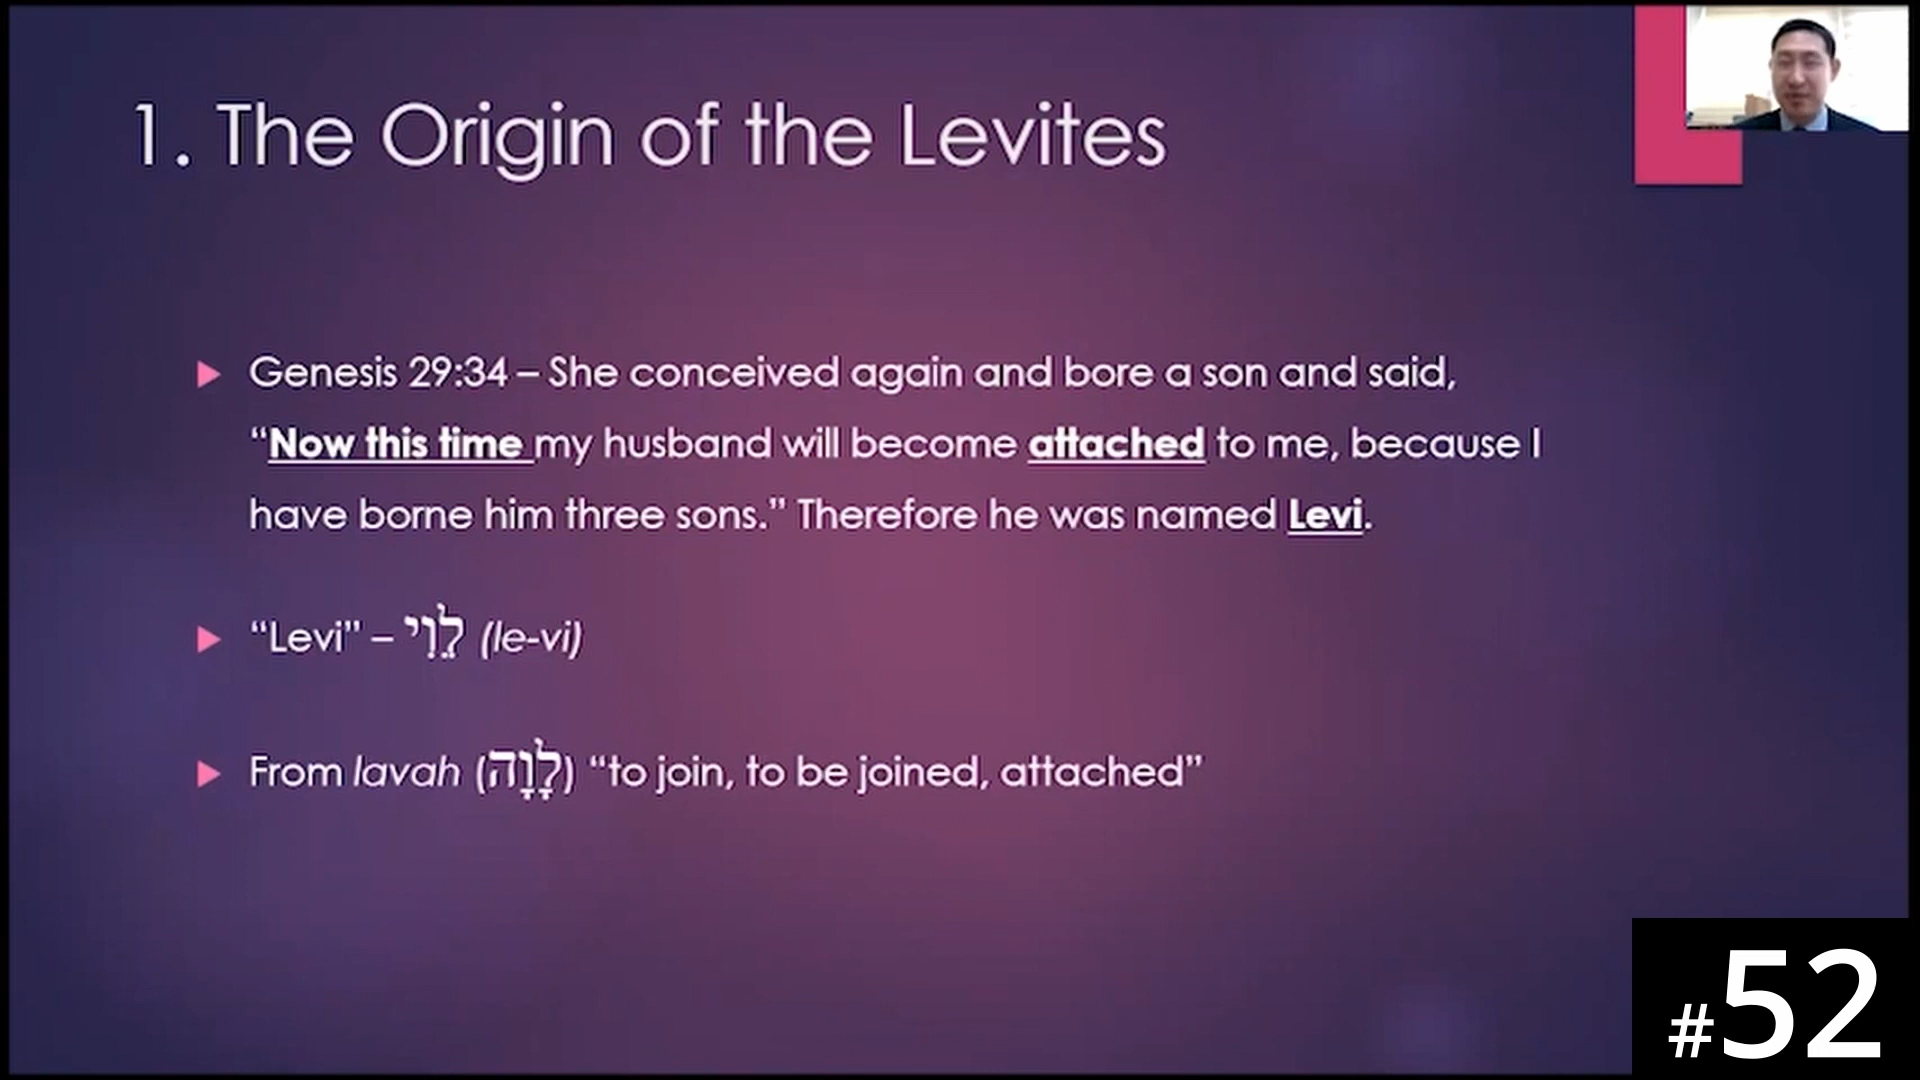 1. The Origin of the Levites
Genesis 29:34 – She conceived again and bore a son and said,
“Now this time my husband will become attached to me, because I
have borne him three sons.” Therefore he was named Levi.
“Levi” – לֵוִי (le-vi)
From lavah (לָוָה) “to join, to be joined, attached”
#52